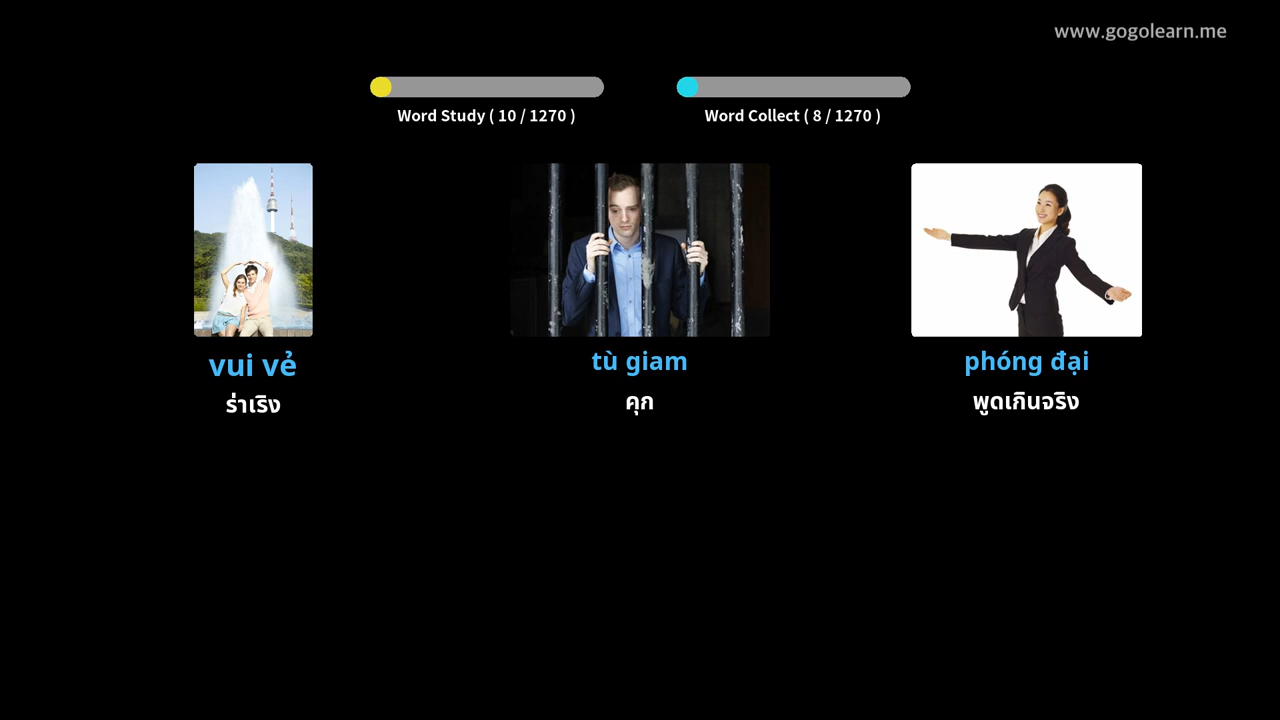 www.gogolearn.me
Word Study ( 10 / 1270 )
Word Collect ( 8 / 1270 )
vui vẻ
ร่าเริง
tù giam
คุก
phóng đại
พูดเกินจริง